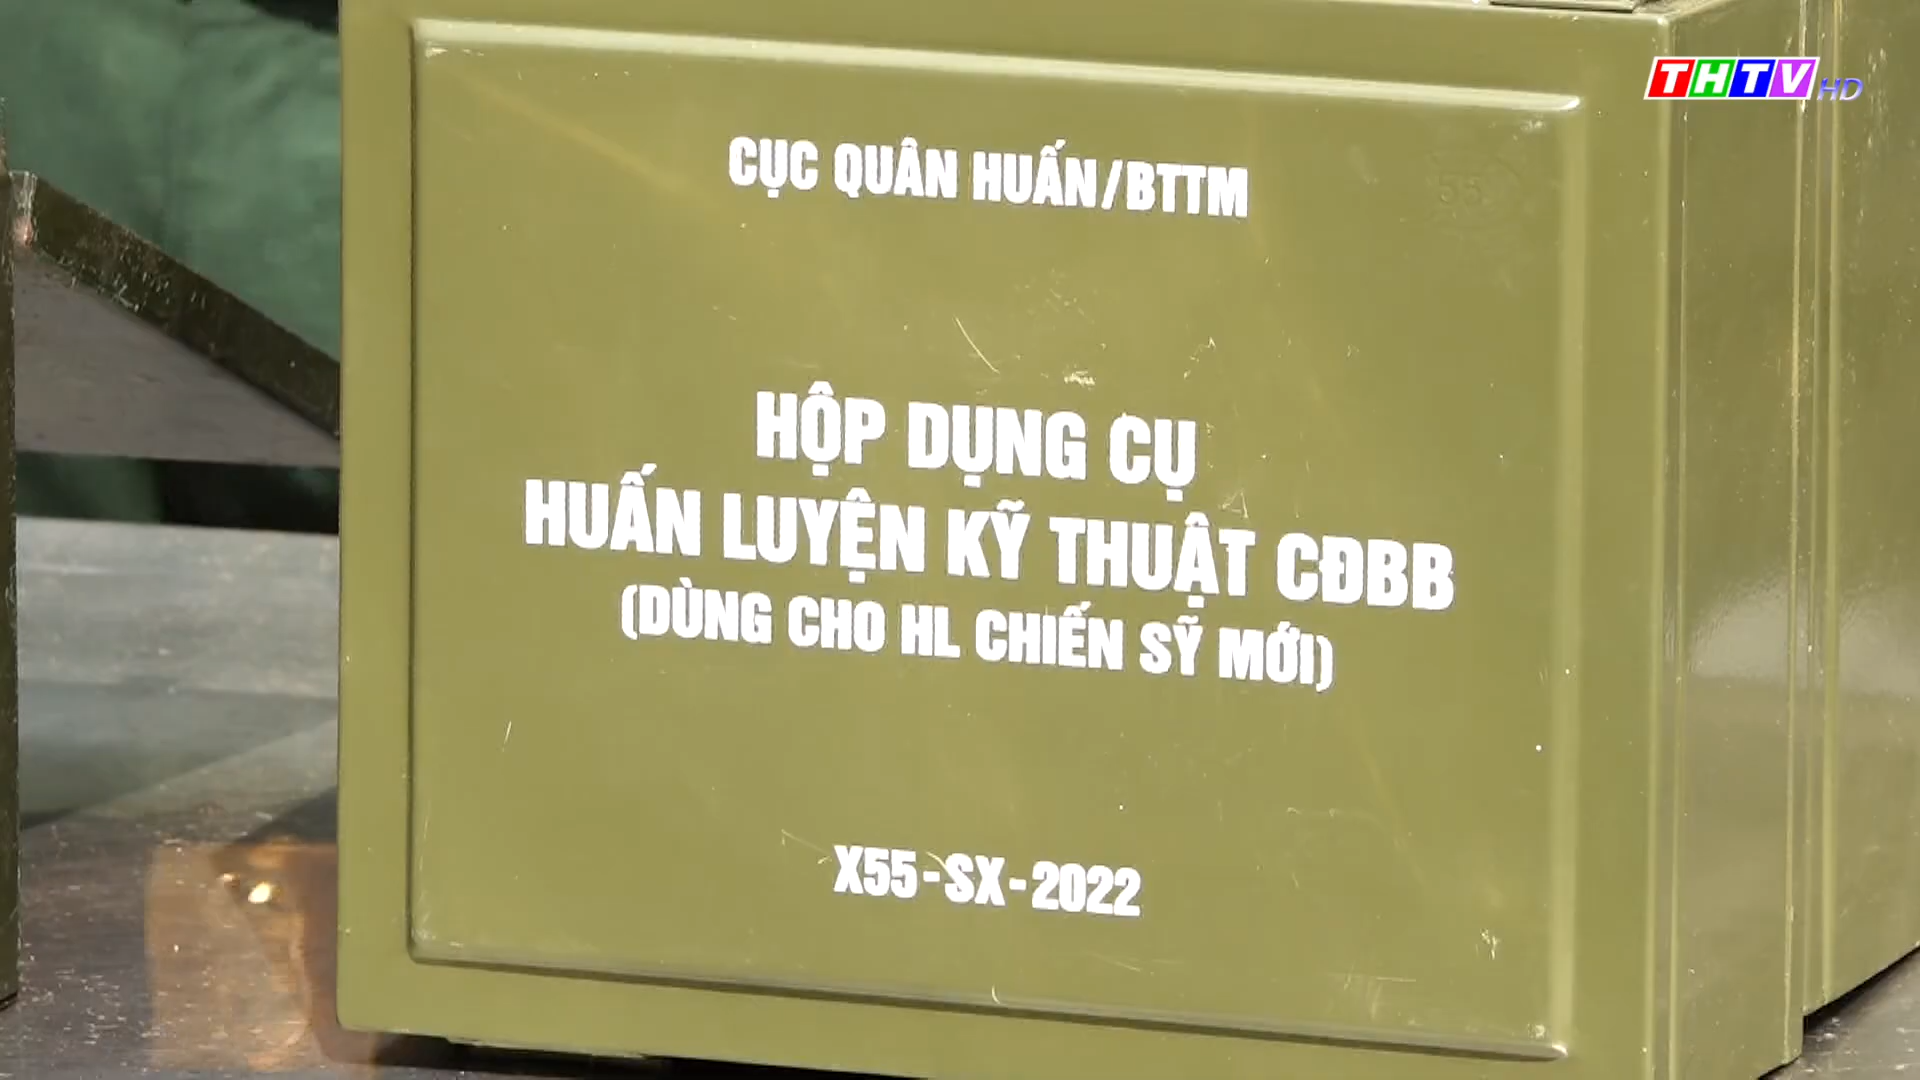 THTV HD
CỤC QUÂN HUẤN/BTTM
55
HỘP DỤNG CỤ
HUẤN LUYỆN KỸ THUẬT CĐBB
(DÙNG CHO HL CHIẾN SỸ MỚI)
X55-SX-2022